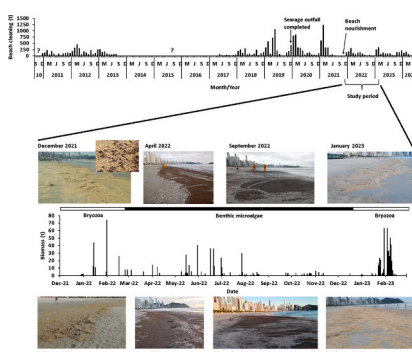 Beach cleaning (t)
1500
1250
1000
750
500
250
0
?
?
Sewrage outfall
completed
Beach
nourishment
S D M J S D M J S D M J S D M J S D M J S D M J S D M J S D M J S D M J S D M J S D M J S D M J S D M J S D
10 2011 2012 2013 2014 2015 2016 2017 2018 2019 2020 2021 2022 2023
Month/Year
Study period
December 2021
April 2022
September 2022
January 2023
Bryozoa
Benthic microalgae
Bryozoa
Biomass (t)
80
70
60
50
40
30
20
10
0
Dec-21 Jan-22 Feb-22 Mar-22 Apr-22 May-22 Jun-22 Jul-22 Aug-22 Sep-22 Oct-22 Nov-22 Dec-22 Jan-23 Feb-23
Date